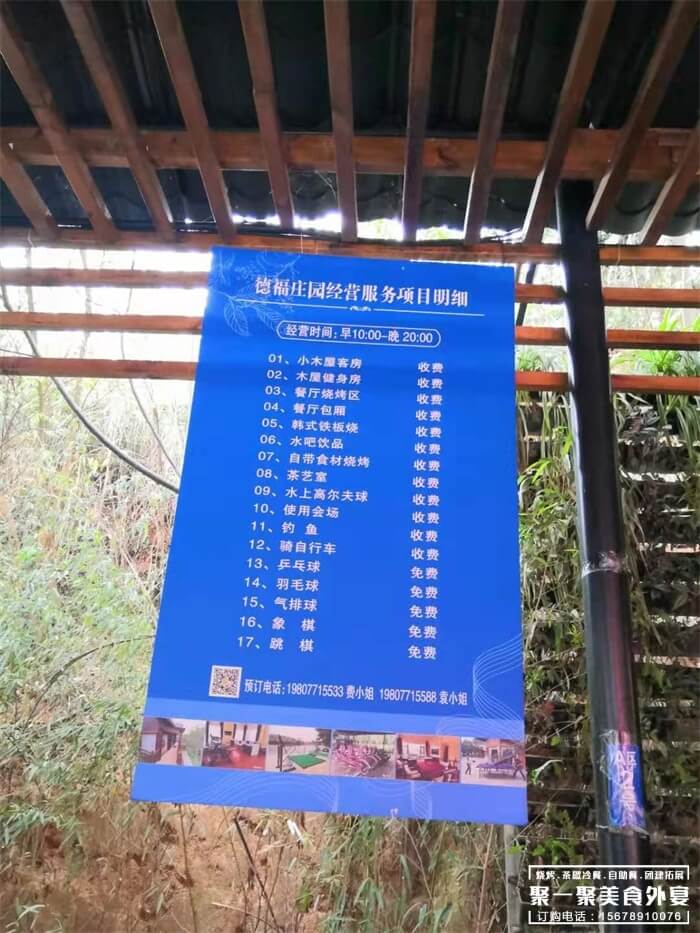 德福庄园经营服务项目明细
经营时间：早10:00-晚 20:00
01、小木屋客房 收费
02、木屋健身房 收费
03、餐厅烧烤区 收费
04、餐厅包厢 收费
05、韩式铁板烧 收费
06、水吧饮品 收费
07、自带食材烧烤 收费
08、茶艺室 收费
09、水上高尔夫球 收费
10、使用会场 收费
11、钓 鱼 收费
12、骑自行车 收费
13、乒乓球 免费
14、羽毛球 免费
15、气排球 免费
16、象 棋 免费
17、跳 棋 免费
预订电话：19807715533 费小姐 19807715588 袁小姐
烧烤.茶歇冷餐.自助餐.团建拓展
聚一聚美食外宴
订购电话：15678910076